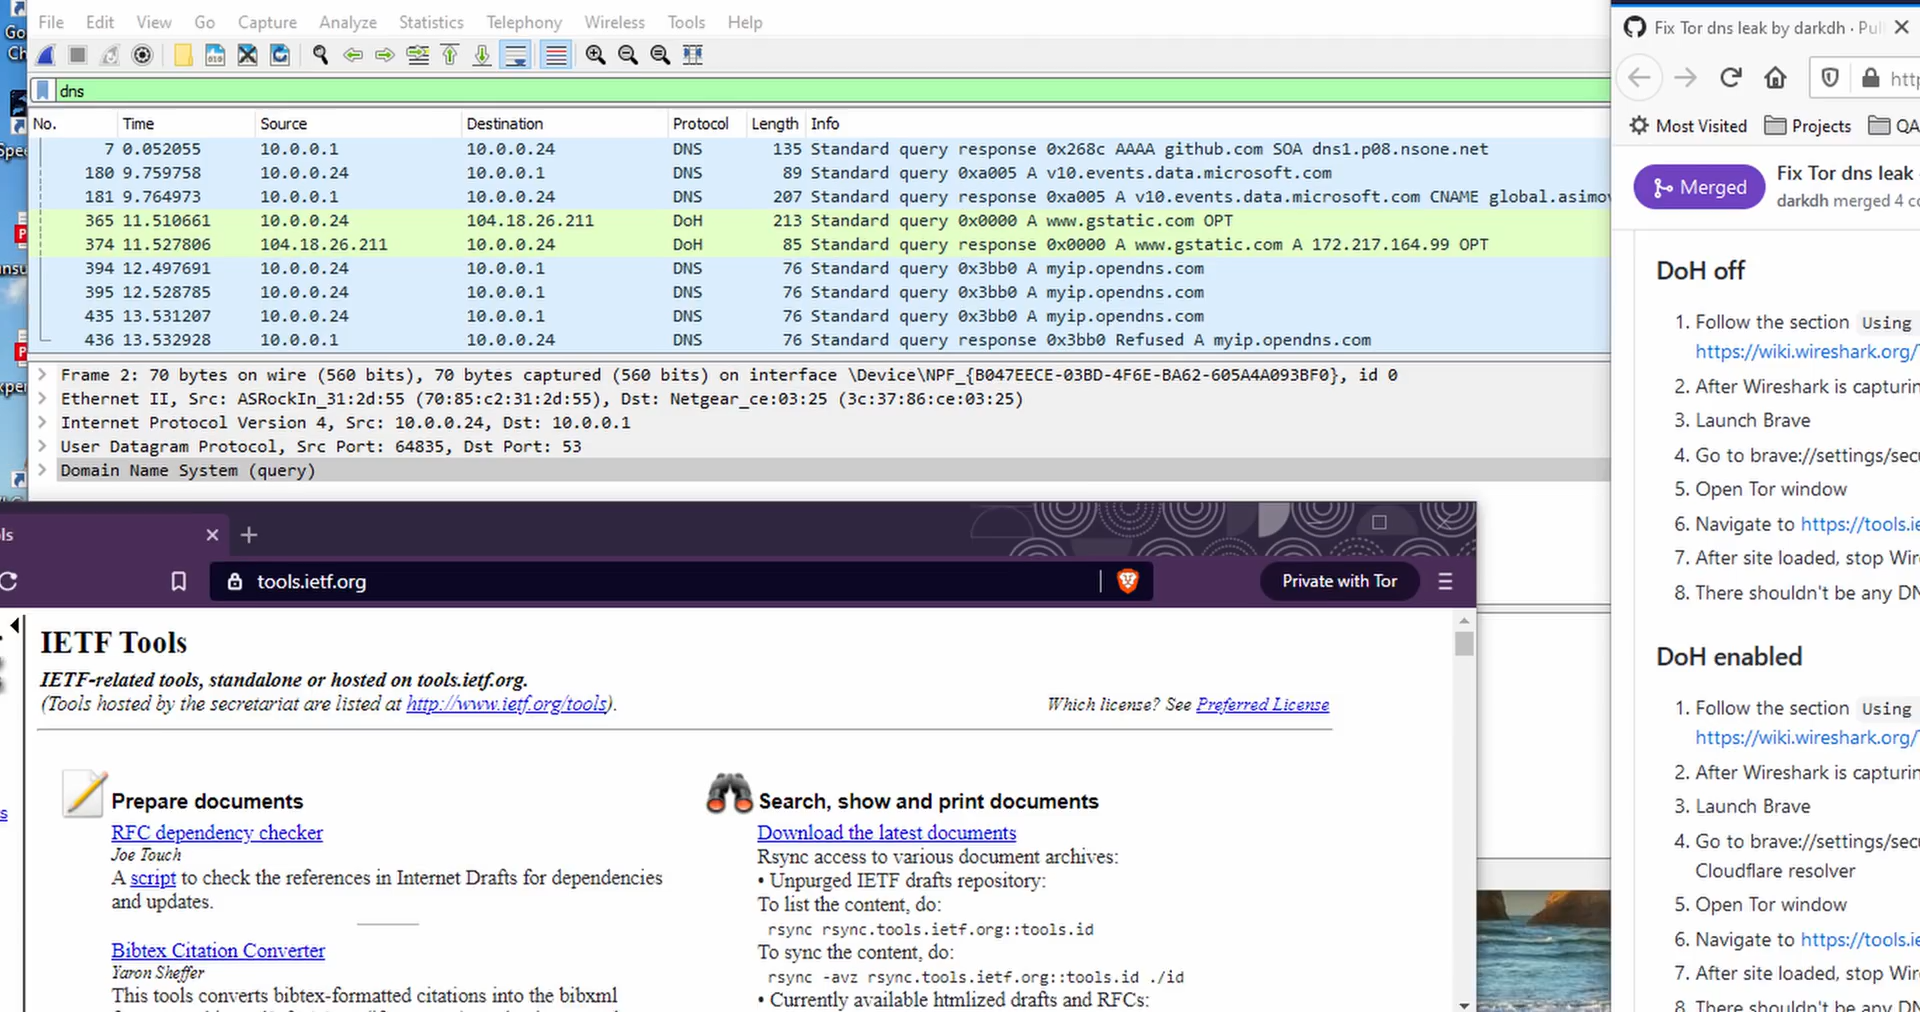 File Edit View Go Capture Analyze Statistics Telephony Wireless Tools Help
dns
No. Time Source Destination Protocol Length Info
7 0.052055 10.0.0.1 10.0.0.24 DNS 135 Standard query response 0x268c AAAA github.com SOA dns1.p08.nsone.net
180 9.759758 10.0.0.24 10.0.0.1 DNS 89 Standard query 0xa005 A v10.events.data.microsoft.com
181 9.764973 10.0.0.1 10.0.0.24 DNS 207 Standard query response 0xa005 A v10.events.data.microsoft.com CNAME global.asimov
365 11.510661 10.0.0.24 104.18.26.211 DoH 213 Standard query 0x0000 A www.gstatic.com OPT
374 11.527806 104.18.26.211 10.0.0.24 DoH 85 Standard query response 0x0000 A www.gstatic.com A 172.217.164.99 OPT
394 12.497691 10.0.0.24 10.0.0.1 DNS 76 Standard query 0x3bb0 A myip.opendns.com
395 12.528785 10.0.0.24 10.0.0.1 DNS 76 Standard query 0x3bb0 A myip.opendns.com
435 13.531207 10.0.0.24 10.0.0.1 DNS 76 Standard query 0x3bb0 A myip.opendns.com
436 13.532928 10.0.0.1 10.0.0.24 DNS 76 Standard query response 0x3bb0 Refused A myip.opendns.com
Frame 2: 70 bytes on wire (560 bits), 70 bytes captured (560 bits) on interface \Device\NPF_{B047EECE-03BD-4F6E-BA62-605A4A093BF0}, id 0
Ethernet II, Src: ASRockIn_31:2d:55 (70:85:c2:31:2d:55), Dst: Netgear_ce:03:25 (3c:37:86:ce:03:25)
Internet Protocol Version 4, Src: 10.0.0.24, Dst: 10.0.0.1
User Datagram Protocol, Src Port: 64835, Dst Port: 53
Domain Name System (query)
ls
tools.ietf.org
Private with Tor
IETF Tools
IETF-related tools, standalone or hosted on tools.ietf.org.
(Tools hosted by the secretariat are listed at http://www.ietf.org/tools).
Which license? See Preferred License
Prepare documents
RFC dependency checker
Joe Touch
A script to check the references in Internet Drafts for dependencies
and updates.
Bibtex Citation Converter
Yaron Sheffer
This tools converts bibtex-formatted citations into the bibxml
Search, show and print documents
Download the latest documents
Rsync access to various document archives:
• Unpurged IETF drafts repository:
To list the content, do:
rsync rsync.tools.ietf.org::tools.id
To sync the content, do:
rsync -avz rsync.tools.ietf.org::tools.id ./id
• Currently available htmlized drafts and RFCs:
Fix Tor dns leak by darkdh · Pull
http
Most Visited Projects QA
Merged
Fix Tor dns leak
darkdh merged 4 co
DoH off
1. Follow the section Using
https://wiki.wireshark.org/
2. After Wireshark is capturin
3. Launch Brave
4. Go to brave://settings/secu
5. Open Tor window
6. Navigate to https://tools.ie
7. After site loaded, stop Wire
8. There shouldn't be any DN
DoH enabled
1. Follow the section Using
https://wiki.wireshark.org/
2. After Wireshark is capturin
3. Launch Brave
4. Go to brave://settings/secu
Cloudflare resolver
5. Open Tor window
6. Navigate to https://tools.ie
7. After site loaded, stop Wire
8. There shouldn't be any DN